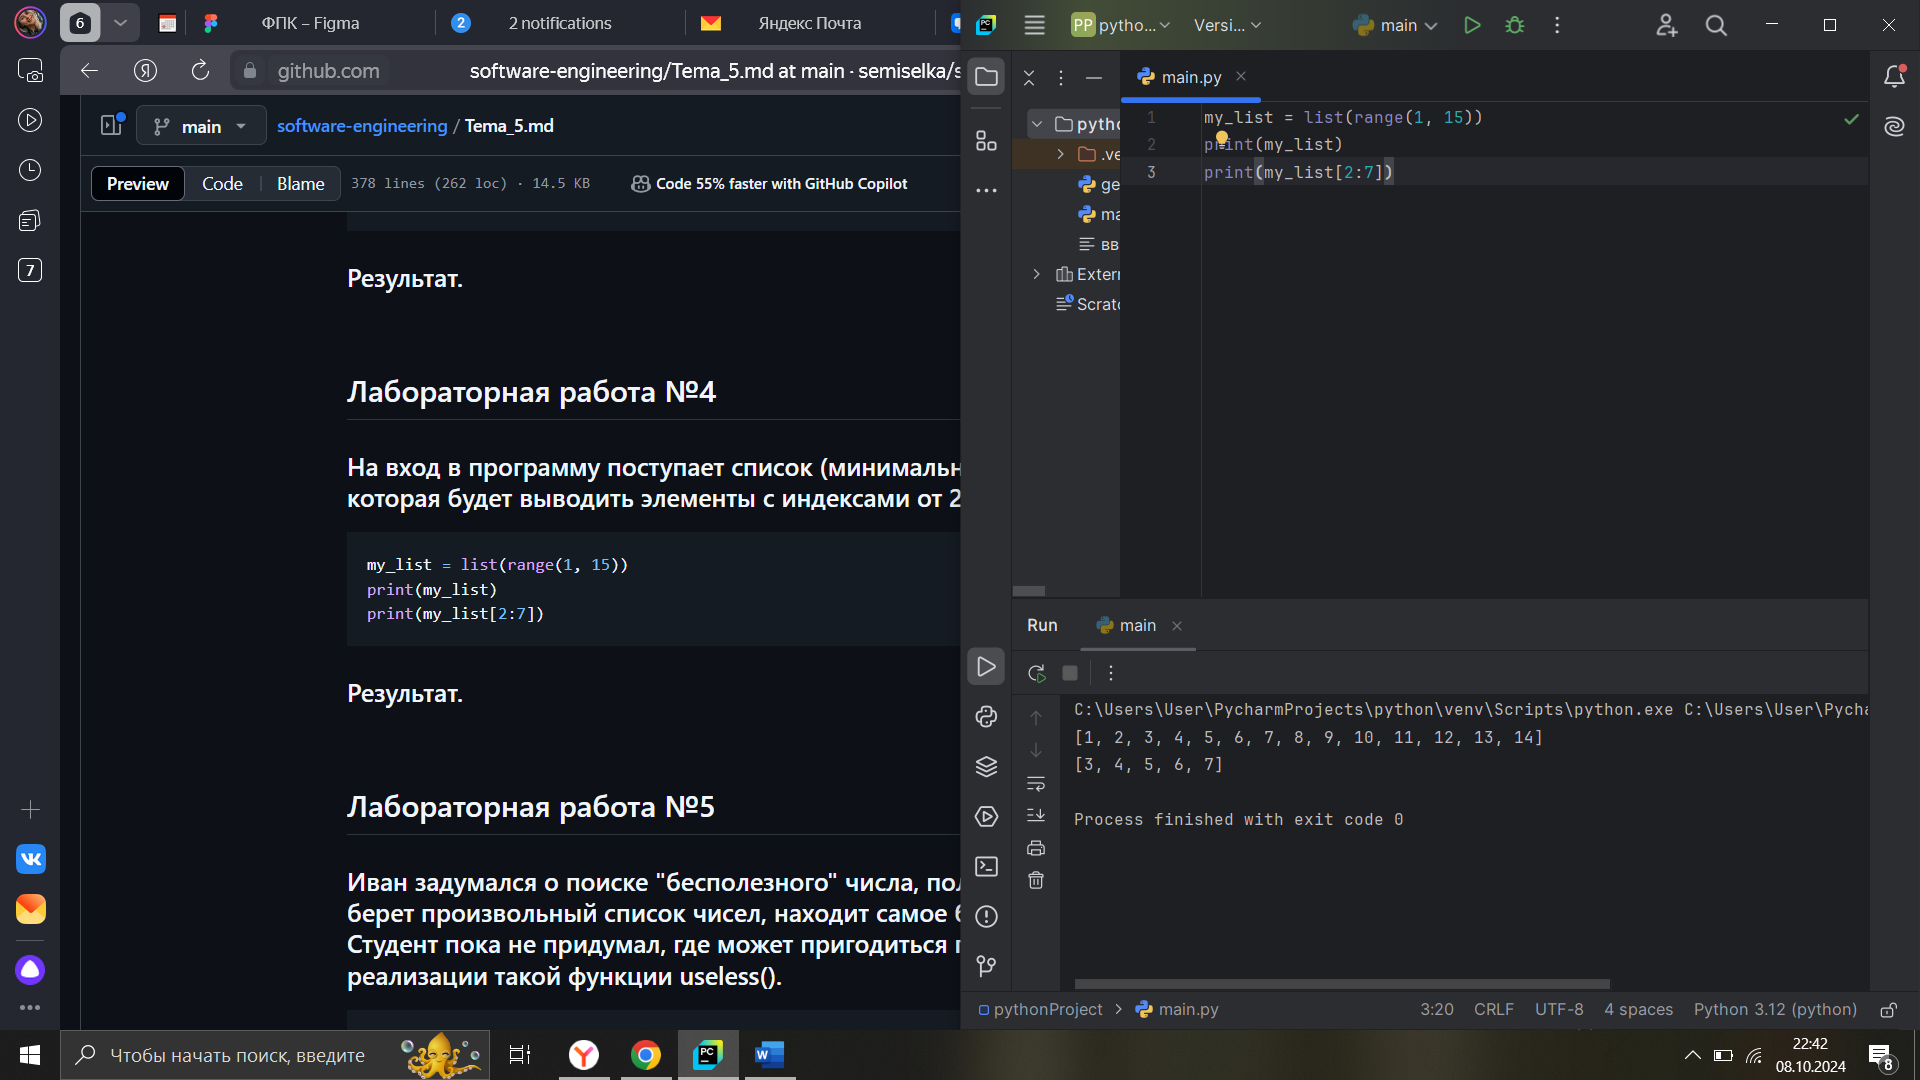 6
ФПК – Figma
2
2 notifications
Яндекс Почта
github.com
software-engineering/Tema_5.md at main · semiselka/s
main
software-engineering / Tema_5.md
Preview
Code
Blame
378 lines (262 loc) · 14.5 KB
Code 55% faster with GitHub Copilot
7
Результат.
Лабораторная работа №4
На вход в программу поступает список (минимальн
которая будет выводить элементы с индексами от 2
my_list = list(range(1, 15))
print(my_list)
print(my_list[2:7])
Результат.
Лабораторная работа №5
Иван задумался о поиске "бесполезного" числа, пол
берет произвольный список чисел, находит самое б
Студент пока не придумал, где может пригодиться п
реализации такой функции useless().
PC
PP
pytho...
Versi...
main
main.py
pytho
.ve
ge
ma
вв
Extern
Scratc
1
my_list = list(range(1, 15))
2
print(my_list)
3
print(my_list[2:7])
Run
main
C:\Users\User\PycharmProjects\python\venv\Scripts\python.exe C:\Users\User\Pycha
[1, 2, 3, 4, 5, 6, 7, 8, 9, 10, 11, 12, 13, 14]
[3, 4, 5, 6, 7]
Process finished with exit code 0
pythonProject
main.py
3:20
CRLF
UTF-8
4 spaces
Python 3.12 (python)
Чтобы начать поиск, введите
22:42
08.10.2024
8